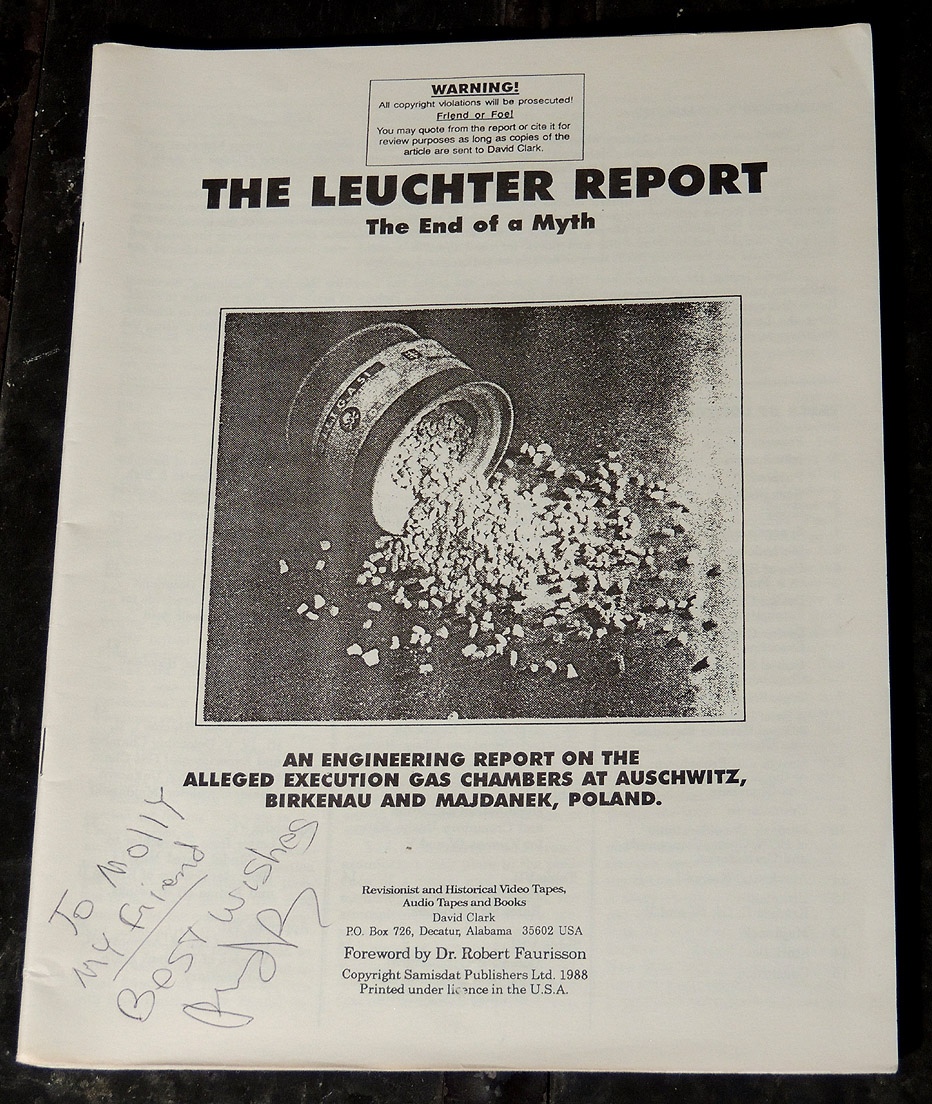 WARNING!
All copyright violations will be prosecuted!
Friend or Foe!
You may quote from the report or cite it for
review purposes as long as copies of the
article are sent to David Clark.
THE LEUCHTER REPORT
The End of a Myth
AN ENGINEERING REPORT ON THE
ALLEGED EXECUTION GAS CHAMBERS AT AUSCHWITZ,
BIRKENAU AND MAJDANEK, POLAND.
To Molly
My Friend
Best Wishes
Revisionist and Historical Video Tapes,
Audio Tapes and Books
David Clark
P.O. Box 726, Decatur, Alabama 35602 USA
Foreword by Dr. Robert Faurisson
Copyright Samisdat Publishers Ltd. 1988
Printed under licence in the U.S.A.